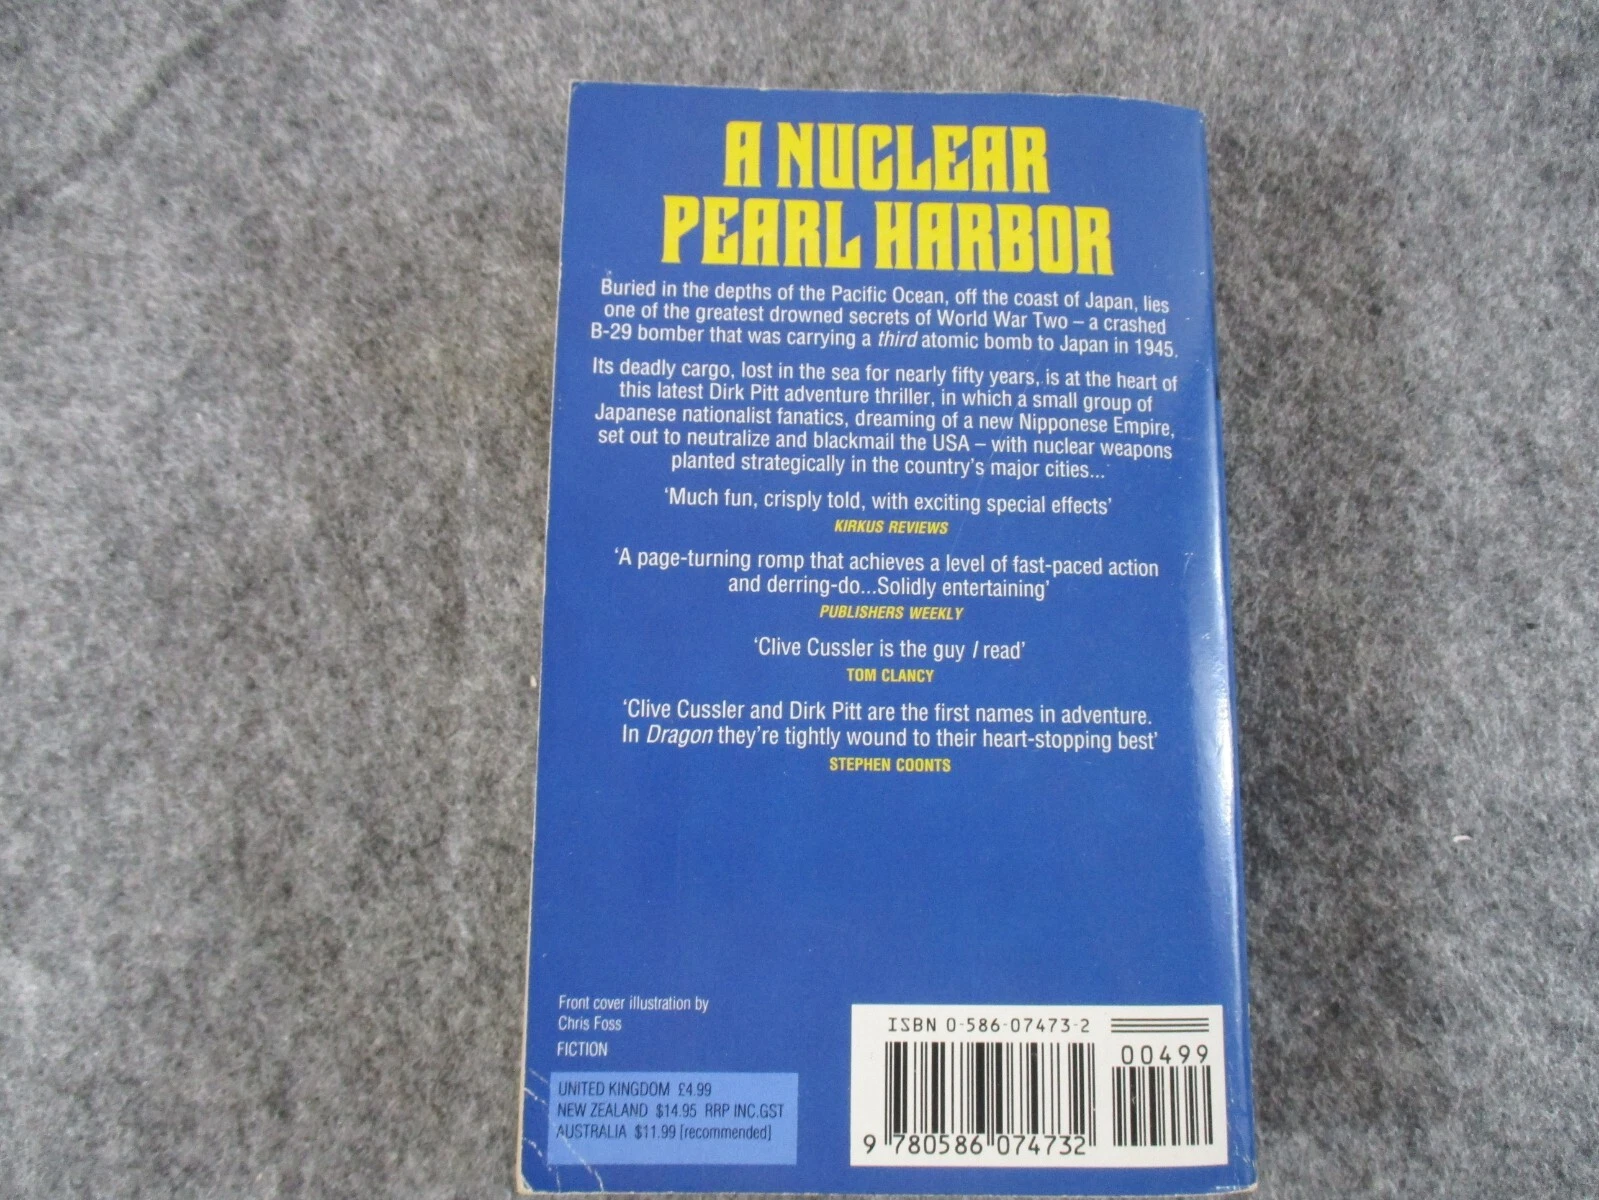 A NUCLEAR
PEARL HARBOR
Buried in the depths of the Pacific Ocean, off the coast of Japan, lies
one of the greatest drowned secrets of World War Two – a crashed
B-29 bomber that was carrying a third atomic bomb to Japan in 1945.
Its deadly cargo, lost in the sea for nearly fifty years, is at the heart of
this latest Dirk Pitt adventure thriller, in which a small group of
Japanese nationalist fanatics, dreaming of a new Nipponese Empire,
set out to neutralize and blackmail the USA – with nuclear weapons
planted strategically in the country's major cities...
'Much fun, crisply told, with exciting special effects'
KIRKUS REVIEWS
'A page-turning romp that achieves a level of fast-paced action
and derring-do...Solidly entertaining'
PUBLISHERS WEEKLY
'Clive Cussler is the guy I read'
TOM CLANCY
'Clive Cussler and Dirk Pitt are the first names in adventure.
In Dragon they're tightly wound to their heart-stopping best'
STEPHEN COONTS
Front cover illustration by
Chris Foss
FICTION
UNITED KINGDOM £4.99
NEW ZEALAND $14.95 RRP INC.GST
AUSTRALIA $11.99 [recommended]
ISBN 0-586-07473-2
00499
9 780586 074732